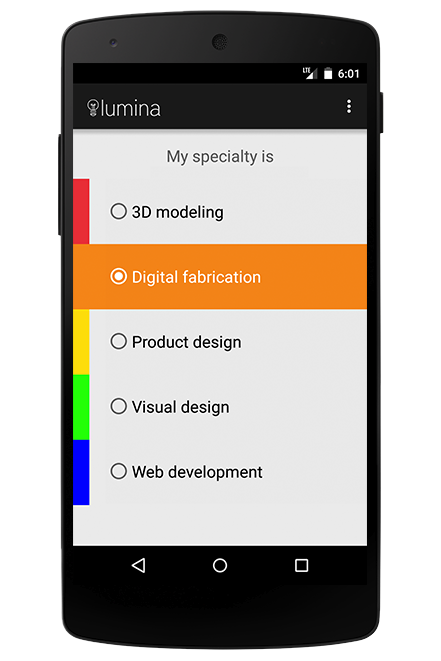 LTE 6:01
lumina
My specialty is
3D modeling
Digital fabrication
Product design
Visual design
Web development